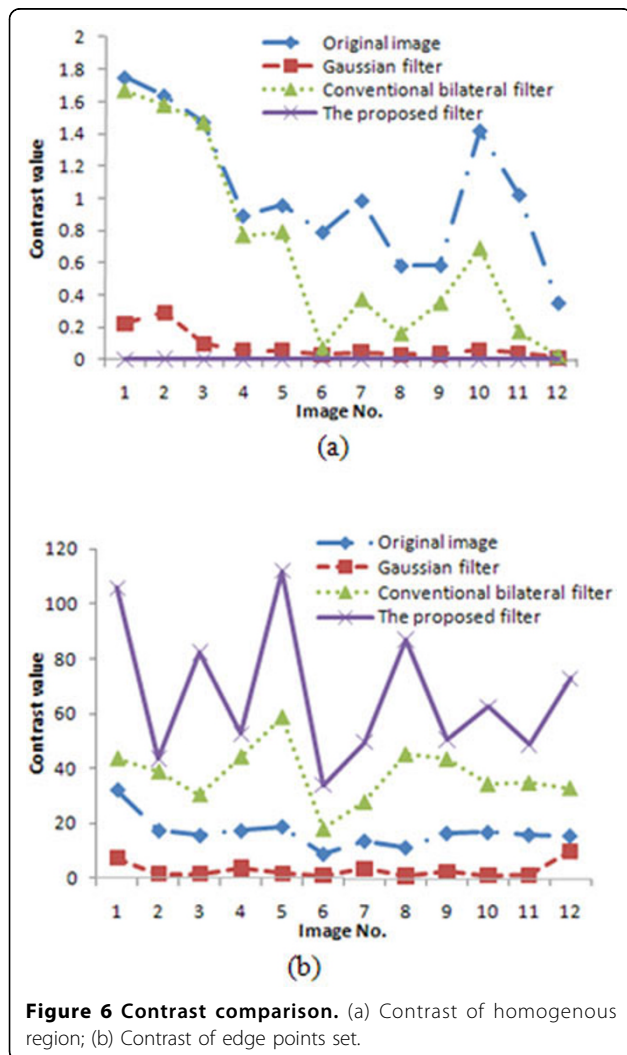 2
1.8
1.6
1.4
1.2
1
0.8
0.6
0.4
0.2
0
Contrast value
Original image
Gaussian filter
Conventional bilateral filter
The proposed filter
1 2 3 4 5 6 7 8 9 10 11 12
Image No.
(a)
120
100
80
60
40
20
0
Contrast value
Original image
Gaussian filter
Conventional bilateral filter
The proposed filter
1 2 3 4 5 6 7 8 9 10 11 12
Image No.
(b)
Figure 6 Contrast comparison. (a) Contrast of homogenous
region; (b) Contrast of edge points set.